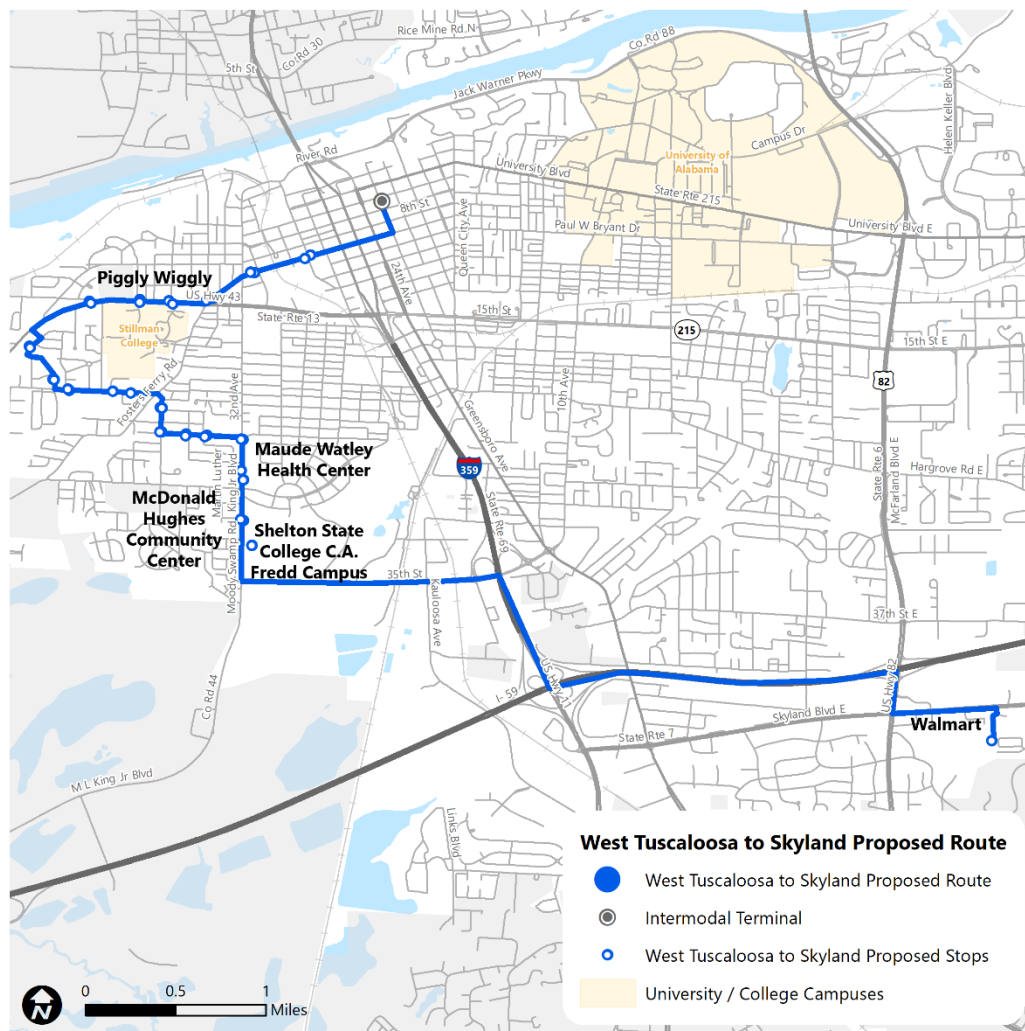 Rice Mine Rd N
Co Rd 30
5th St
Co Rd 88
Jack Warner Pkwy
Helen Keller Blvd
Campus Dr
River Rd
University of
Alabama
University Blvd
State Rte 215
8th St
Queen City Ave
Paul W Bryant Dr
University Blvd E
Piggly Wiggly
24th Ave
US Hwy 43
State Rte 13
15th St
215
15th St E
Stillman
College
82
Fosters Ferry Rd
32nd Ave
10th Ave
Greensboro Ave
Maude Watley
Health Center
359
Hargrove Rd E
State Rte 6
McFarland Blvd E
Martin Luther
King Jr Blvd
McDonald
Hughes
Community
Center
State Rte 69
Shelton State
College C.A.
Fredd Campus
Moody Swamp Rd
35th St
Kauloosa Ave
37th St E
US Hwy 11
I- 59
US Hwy 82
Co Rd 44
Skyland Blvd E
Walmart
State Rte 7
M L King Jr Blvd
Links Blvd
West Tuscaloosa to Skyland Proposed Route
West Tuscaloosa to Skyland Proposed Route
Intermodal Terminal
West Tuscaloosa to Skyland Proposed Stops
University / College Campuses
N
0 0.5 1
Miles